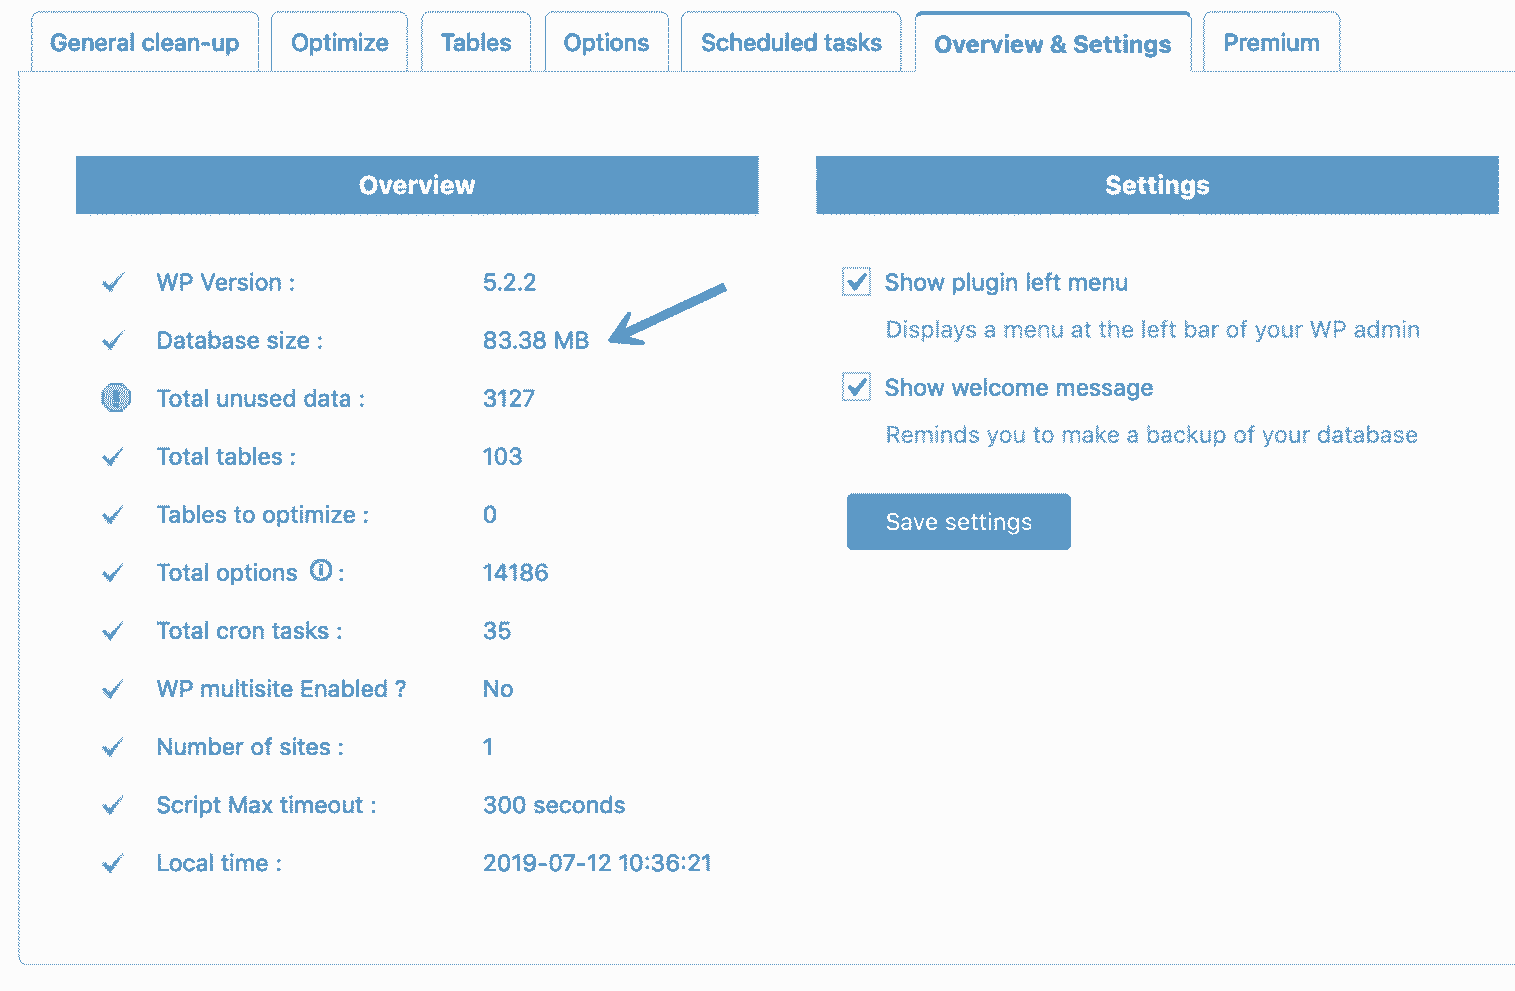 General clean-up Optimize Tables Options Scheduled tasks Overview & Settings Premium
Overview
WP Version : 5.2.2
Database size : 83.38 MB
Total unused data : 3127
Total tables : 103
Tables to optimize : 0
Total options : 14186
Total cron tasks : 35
WP multisite Enabled ? No
Number of sites : 1
Script Max timeout : 300 seconds
Local time : 2019-07-12 10:36:21
Settings
Show plugin left menu
Displays a menu at the left bar of your WP admin
Show welcome message
Reminds you to make a backup of your database
Save settings